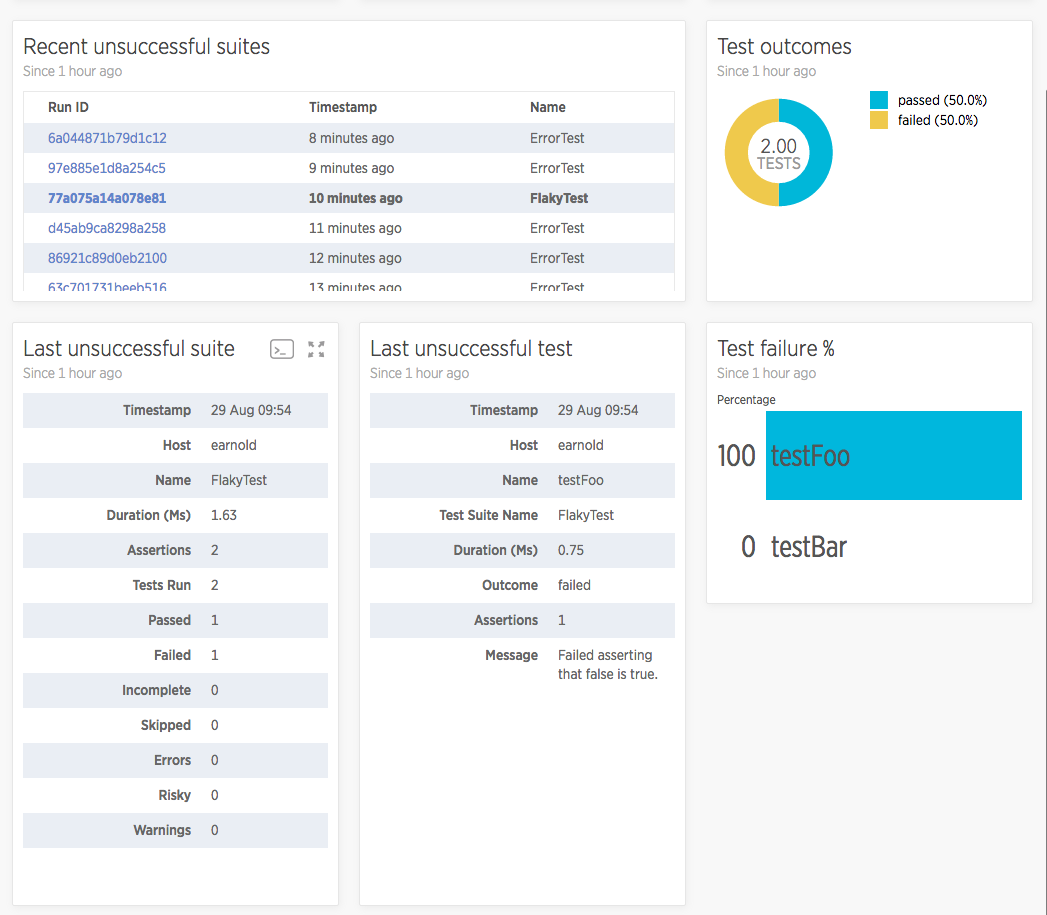 Recent unsuccessful suites
Since 1 hour ago
Run ID Timestamp Name
6a044871b79d1c12 8 minutes ago ErrorTest
97e885e1d8a254c5 9 minutes ago ErrorTest
77a075a14a078e81 10 minutes ago FlakyTest
d45ab9ca8298a258 11 minutes ago ErrorTest
86921c89d0eb2100 12 minutes ago ErrorTest
63c701731beeb516 13 minutes ago ErrorTest
Test outcomes
Since 1 hour ago
2.00
TESTS
passed (50.0%)
failed (50.0%)
Last unsuccessful suite
Since 1 hour ago
Timestamp 29 Aug 09:54
Host earnold
Name FlakyTest
Duration (Ms) 1.63
Assertions 2
Tests Run 2
Passed 1
Failed 1
Incomplete 0
Skipped 0
Errors 0
Risky 0
Warnings 0
Last unsuccessful test
Since 1 hour ago
Timestamp 29 Aug 09:54
Host earnold
Name testFoo
Test Suite Name FlakyTest
Duration (Ms) 0.75
Outcome failed
Assertions 1
Message Failed asserting
that false is true.
Test failure %
Since 1 hour ago
Percentage
100 testFoo
0 testBar